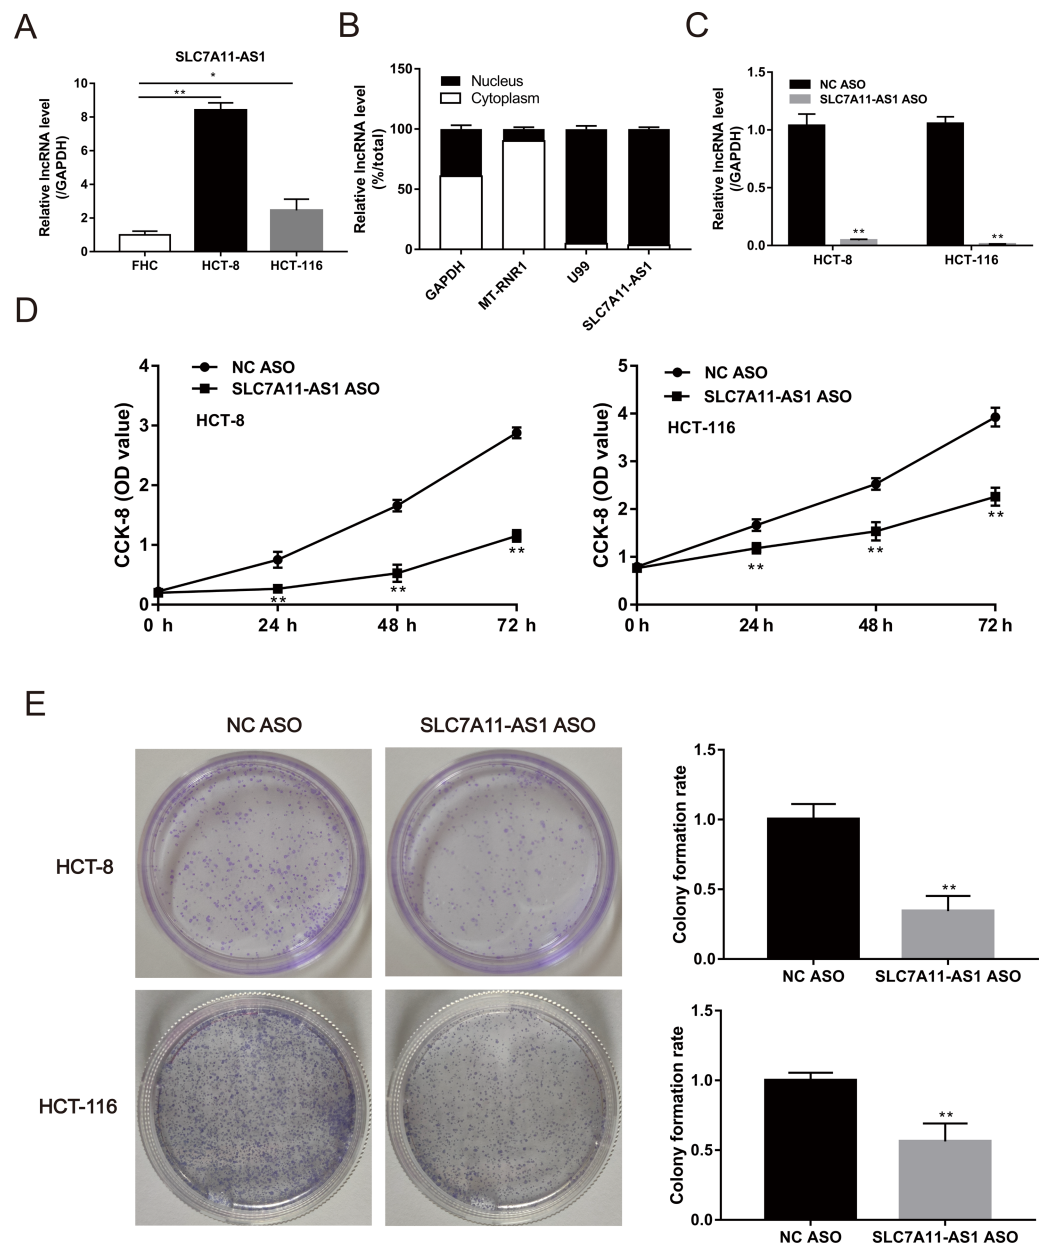 A
SLC7A11-AS1
Relative lncRNA level
(/GAPDH)
10
8
6
4
2
0
*
**
FHC
HCT-8
HCT-116
B
Relative lncRNA level
(%/total)
150
100
50
0
Nucleus
Cytoplasm
GAPDH
MT-RNR1
U99
SLC7A11-AS1
C
Relative lncRNA level
(/GAPDH)
1.5
1.0
0.5
0.0
NC ASO
SLC7A11-AS1 ASO
**
**
HCT-8
HCT-116
D
CCK-8 (OD value)
4
3
2
1
0
NC ASO
SLC7A11-AS1 ASO
HCT-8
**
**
**
0 h
24 h
48 h
72 h
CCK-8 (OD value)
5
4
3
2
1
0
NC ASO
SLC7A11-AS1 ASO
HCT-116
**
**
**
0 h
24 h
48 h
72 h
E
NC ASO
SLC7A11-AS1 ASO
HCT-8
HCT-116
Colony formation rate
1.5
1.0
0.5
0.0
**
NC ASO
SLC7A11-AS1 ASO
Colony formation rate
1.5
1.0
0.5
0.0
**
NC ASO
SLC7A11-AS1 ASO